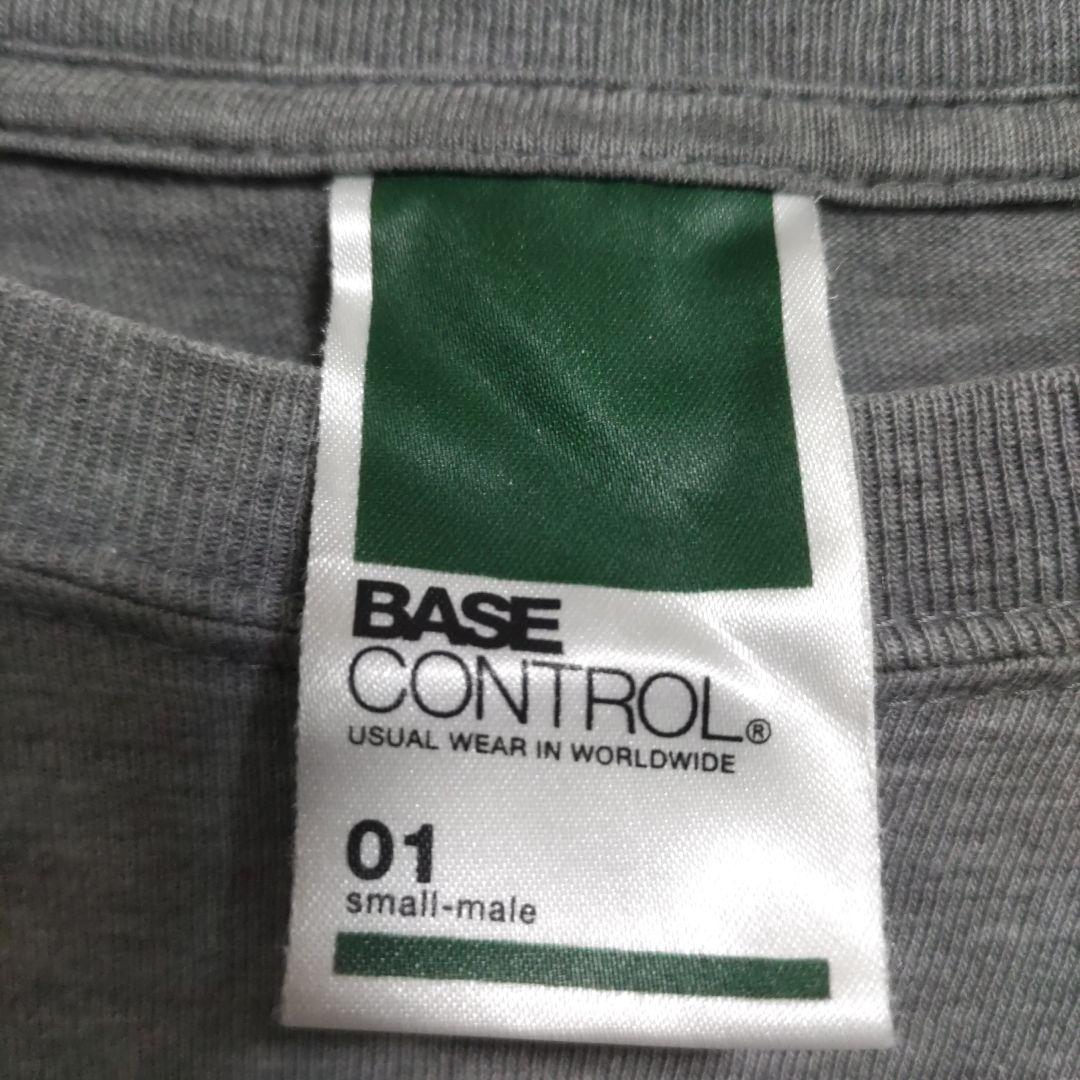 BASE
CONTROL®
USUAL WEAR IN WORLDWIDE
01
small-male